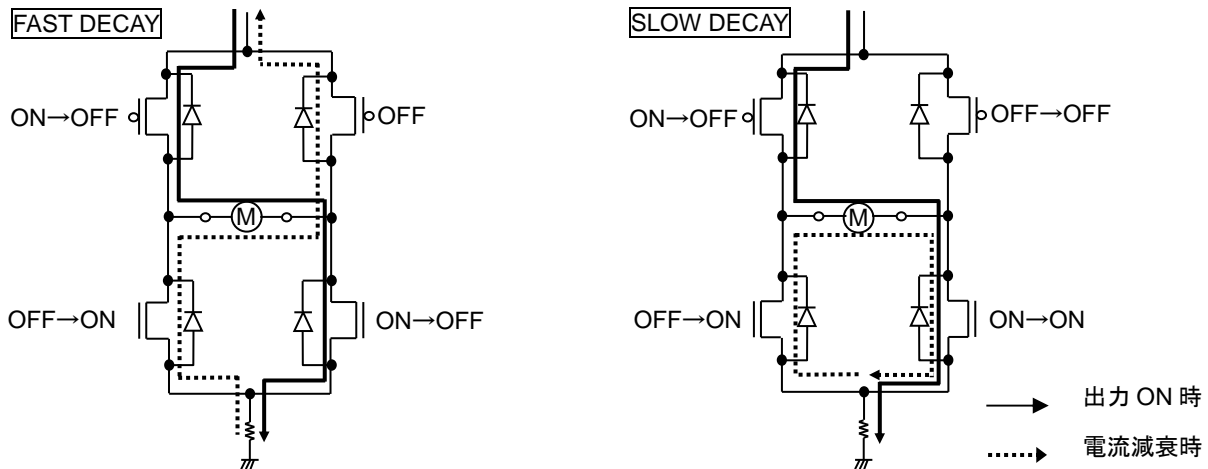 FAST DECAY
ON→OFF
OFF
M
OFF→ON
ON→OFF
SLOW DECAY
ON→OFF
OFF→OFF
M
OFF→ON
ON→ON
出力 ON 時
電流減衰時